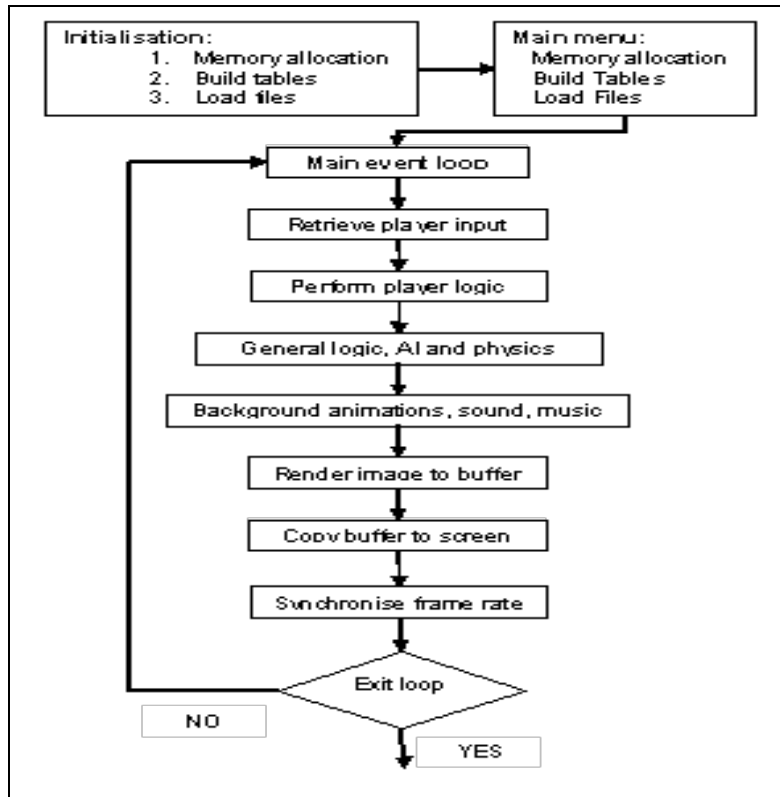 Initialisation:
1. Memory allocation
2. Build tables
3. Load files
Main menu:
Memory allocation
Build Tables
Load Files
Main event loop
Retrieve player input
Perform player logic
General logic, AI and physics
Background animations, sound, music
Render image to buffer
Copy buffer to screen
Synchronise frame rate
Exit loop
NO
YES